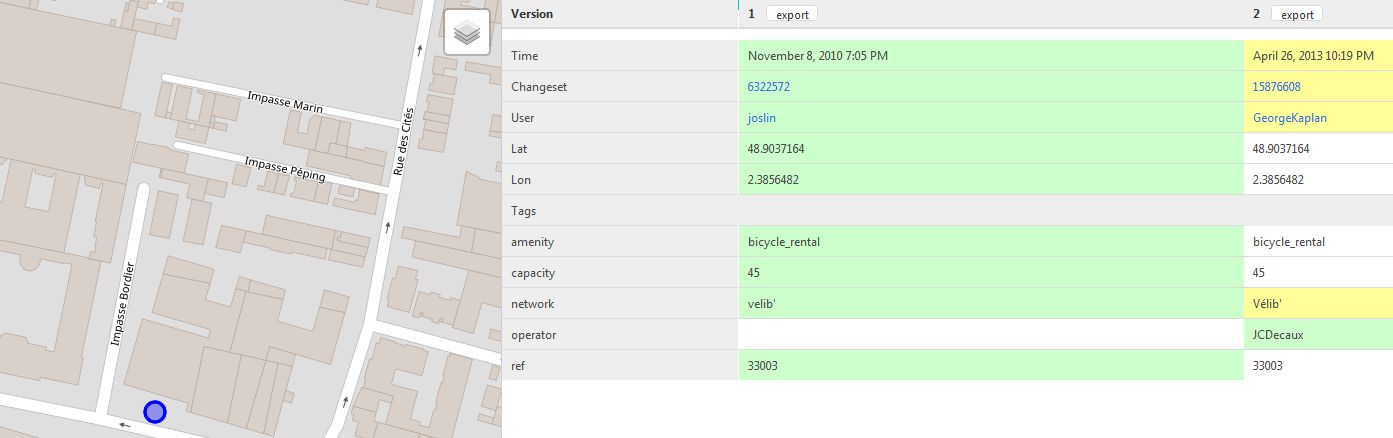 Impasse Marin
Impasse Péping
Rue des Cités
Impasse Bordier
Version 1 export 2 export
Time November 8, 2010 7:05 PM April 26, 2013 10:19 PM
Changeset 6322572 15876608
User joslin GeorgeKaplan
Lat 48.9037164 48.9037164
Lon 2.3856482 2.3856482
Tags
amenity bicycle_rental bicycle_rental
capacity 45 45
network velib' Vélib'
operator JCDecaux
ref 33003 33003